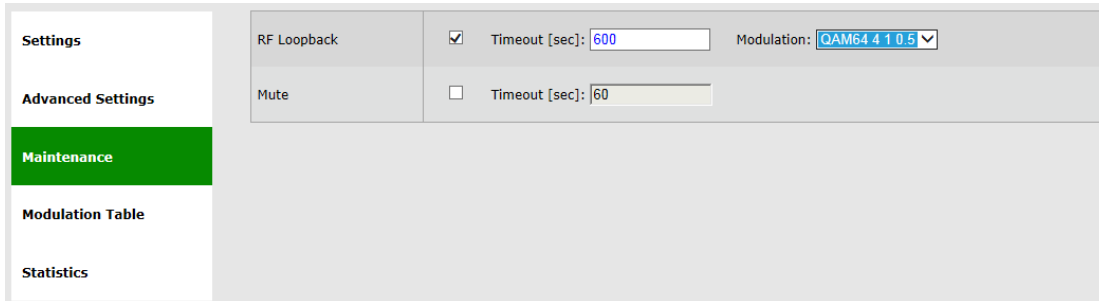 Settings
Advanced Settings
Maintenance
Modulation Table
Statistics
RF Loopback Timeout [sec]: 600 Modulation: QAM64 4 1 0.5
Mute Timeout [sec]: 60